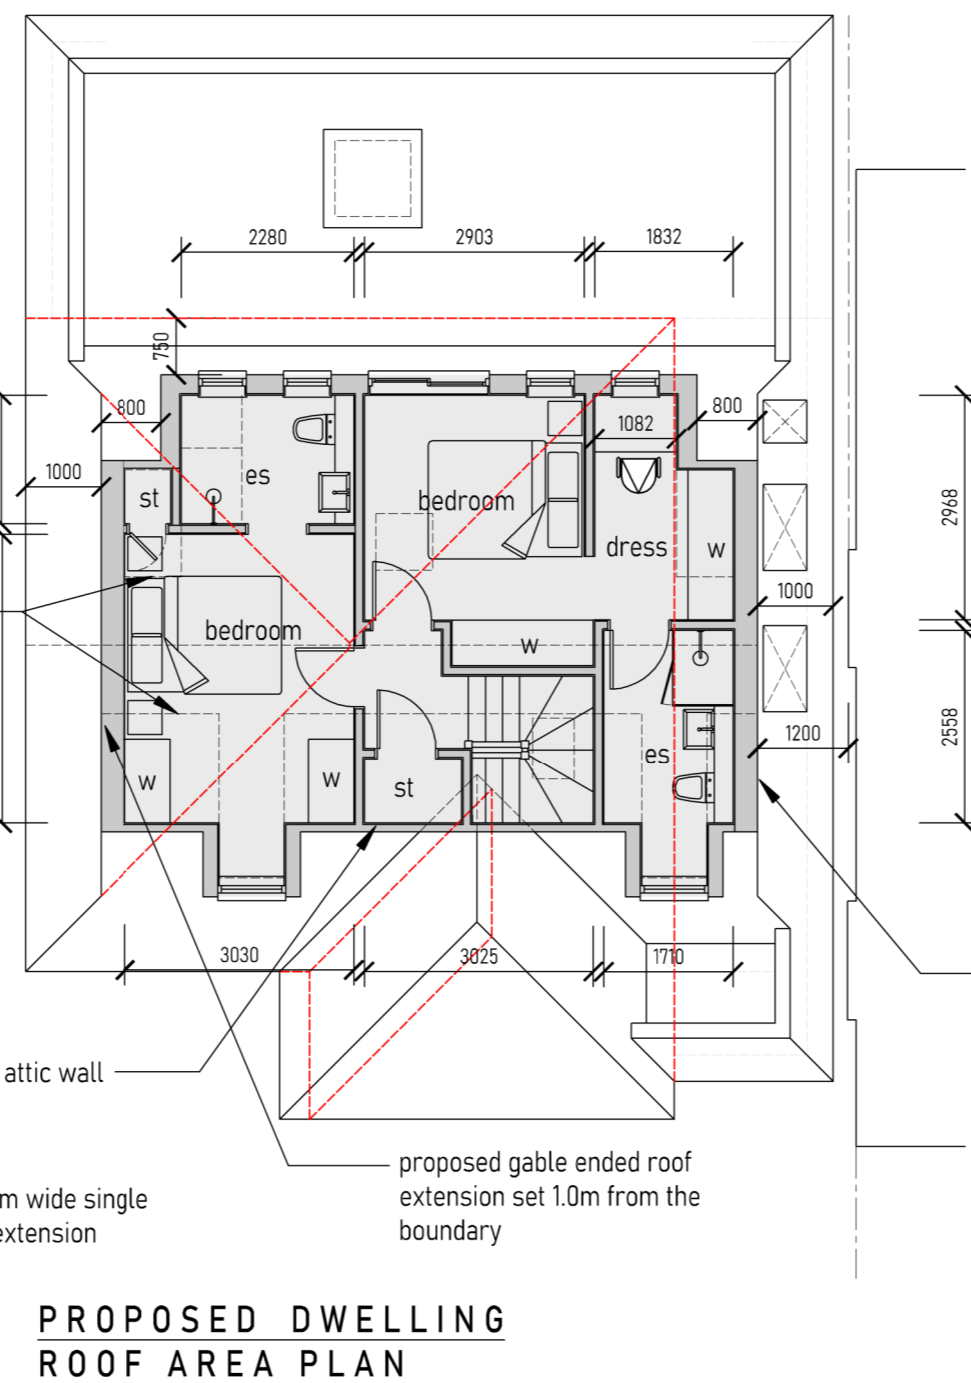 2280
2903
1832
750
800
1082
800
1000
es
st
bedroom
dress
w
2968
1000
bedroom
w
2558
1200
es
w
w
st
3030
3025
1710
attic wall
proposed gable ended roof
extension set 1.0m from the
boundary
m wide single
extension
PROPOSED DWELLING
ROOF AREA PLAN